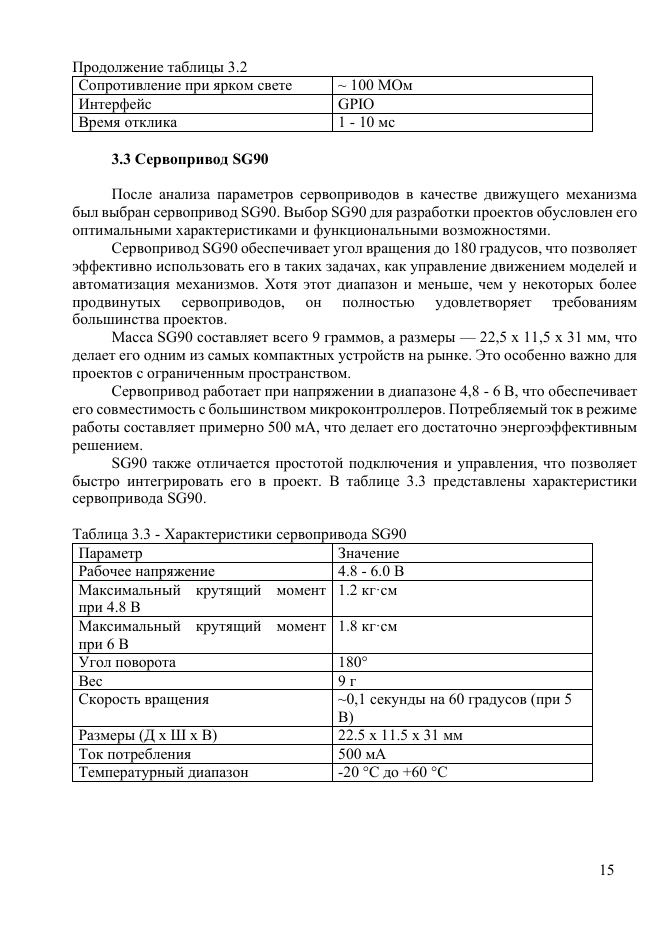 Продолжение таблицы 3.2
Сопротивление при ярком свете ~ 100 МОм
Интерфейс GPIO
Время отклика 1 - 10 мс
3.3 Сервопривод SG90
После анализа параметров сервоприводов в качестве движущего механизма
был выбран сервопривод SG90. Выбор SG90 для разработки проектов обусловлен его
оптимальными характеристиками и функциональными возможностями.
Сервопривод SG90 обеспечивает угол вращения до 180 градусов, что позволяет
эффективно использовать его в таких задачах, как управление движением моделей и
автоматизация механизмов. Хотя этот диапазон и меньше, чем у некоторых более
продвинутых сервоприводов, он полностью удовлетворяет требованиям
большинства проектов.
Масса SG90 составляет всего 9 граммов, а размеры — 22,5 x 11,5 x 31 мм, что
делает его одним из самых компактных устройств на рынке. Это особенно важно для
проектов с ограниченным пространством.
Сервопривод работает при напряжении в диапазоне 4,8 - 6 В, что обеспечивает
его совместимость с большинством микроконтроллеров. Потребляемый ток в режиме
работы составляет примерно 500 мА, что делает его достаточно энергоэффективным
решением.
SG90 также отличается простотой подключения и управления, что позволяет
быстро интегрировать его в проект. В таблице 3.3 представлены характеристики
сервопривода SG90.
Таблица 3.3 - Характеристики сервопривода SG90
Параметр Значение
Рабочее напряжение 4.8 - 6.0 В
Максимальный крутящий момент 1.2 кг·см
при 4.8 В
Максимальный крутящий момент 1.8 кг·см
при 6 В
Угол поворота 180°
Вес 9 г
Скорость вращения ~0,1 секунды на 60 градусов (при 5
В)
Размеры (Д x Ш x В) 22.5 x 11.5 x 31 мм
Ток потребления 500 мА
Температурный диапазон -20 °C до +60 °C
15